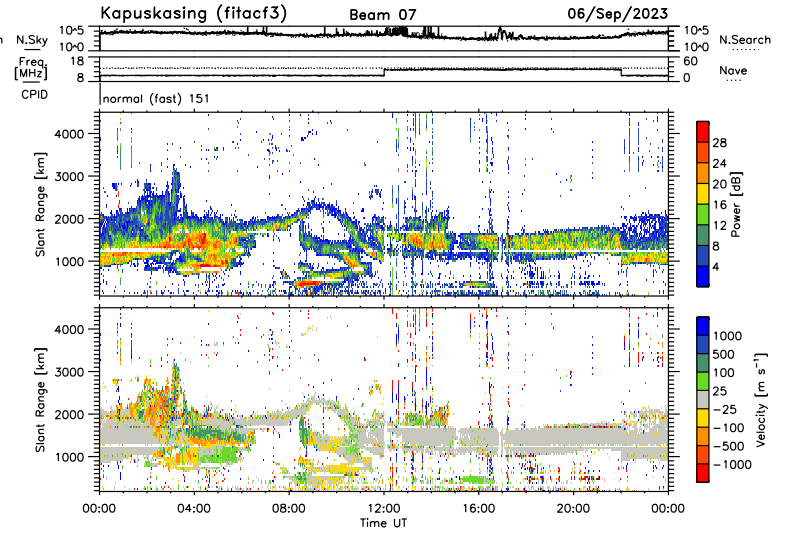 Kapuskasing (fitacf3) Beam 07 06/Sep/2023
N.Sky 10^5 10^0 10^5 10^0 N.Search
Freq. [MHz] 18 8 60 0 Nave
CPID normal (fast) 151
Slant Range [km] 4000 3000 2000 1000
Power [dB] 28 24 20 16 12 8 4
Slant Range [km] 4000 3000 2000 1000
Velocity [m s⁻¹] 1000 500 100 25 −25 −100 −500 −1000
00:00 04:00 08:00 12:00 16:00 20:00 00:00
Time UT